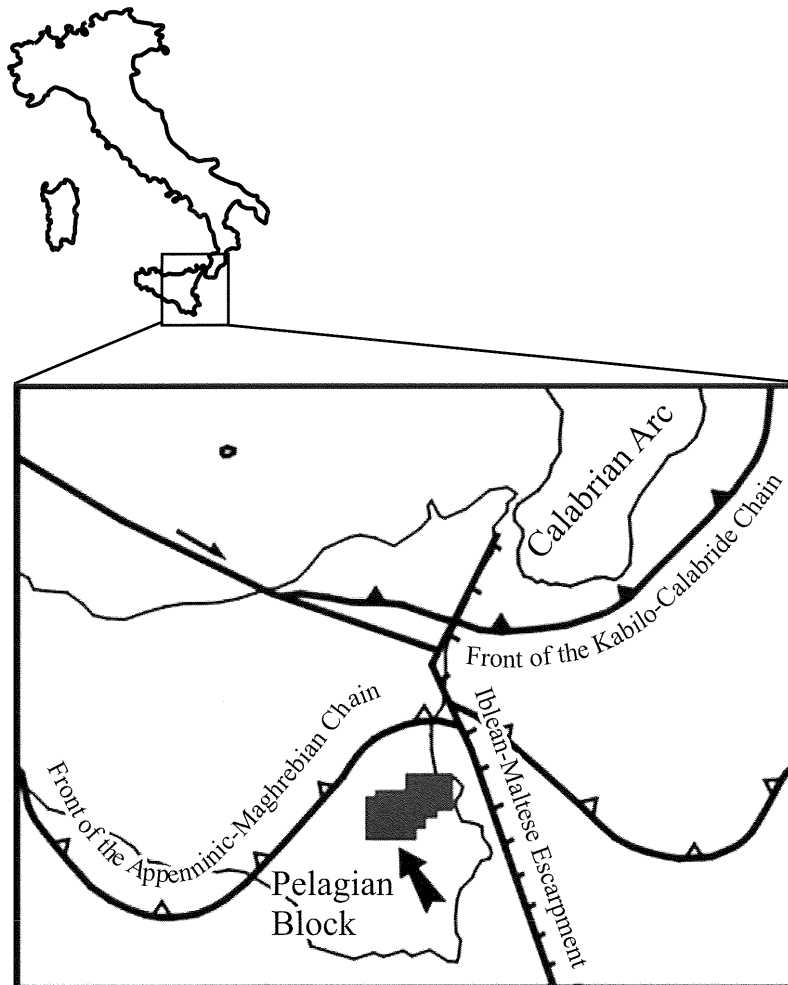 Calabrian Arc
Front of the Kabilo-Calabride Chain
Iblean-Maltese Escarpment
Front of the Appenninic-Maghrebian Chain
Pelagian
Block